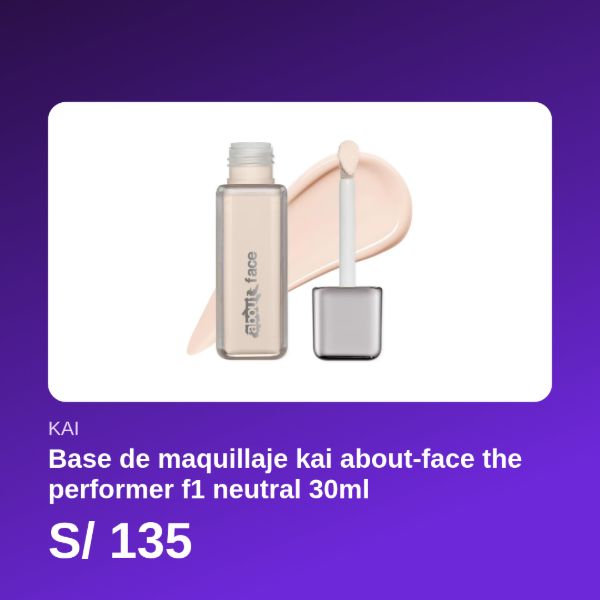 about face
KAI
Base de maquillaje kai about-face the
performer f1 neutral 30ml
S/ 135